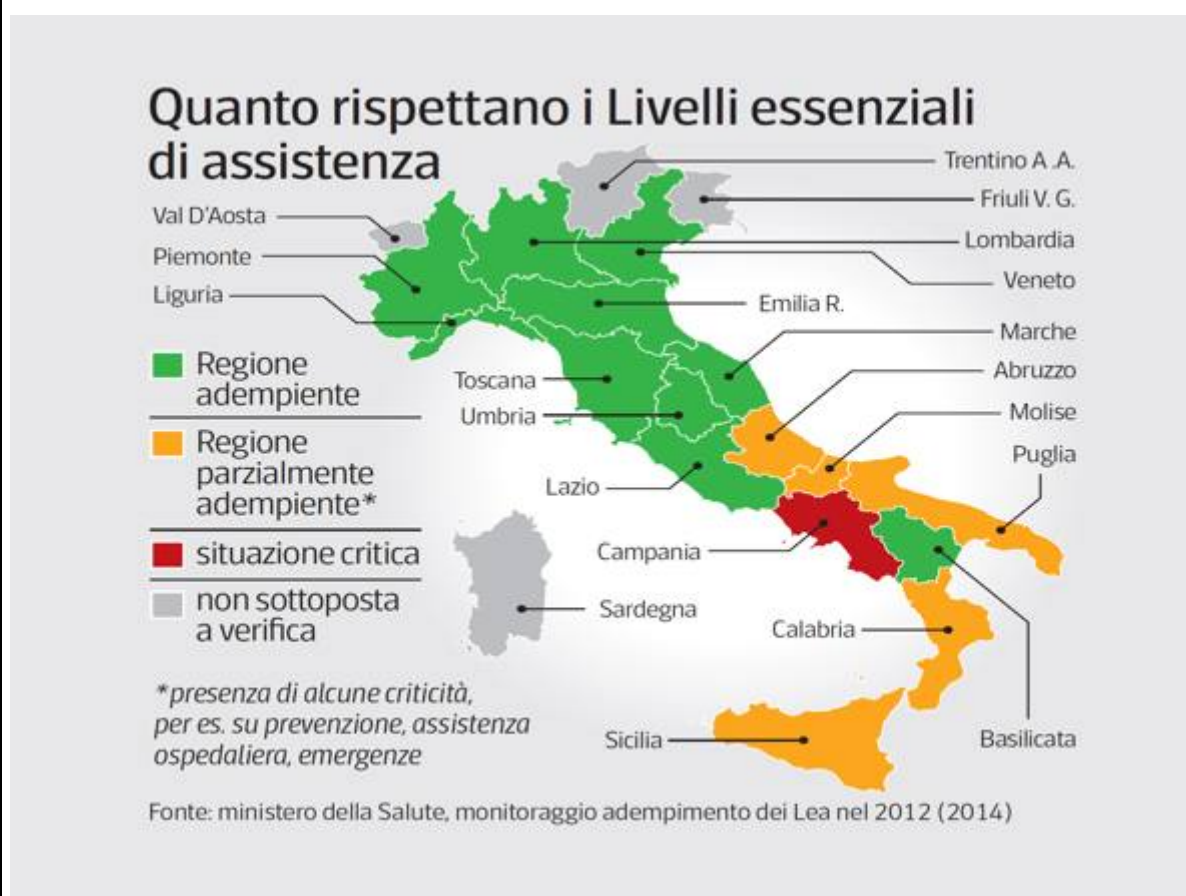 Quanto rispettano i Livelli essenziali
di assistenza
Trentino A .A.
Friuli V. G.
Val D'Aosta
Lombardia
Piemonte
Veneto
Liguria
Emilia R.
Marche
Regione
adempiente
Abruzzo
Toscana
Molise
Umbria
Regione
parzialmente
adempiente*
Puglia
Lazio
situazione critica
Campania
non sottoposta
a verifica
Sardegna
Calabria
*presenza di alcune criticità,
per es. su prevenzione, assistenza
ospedaliera, emergenze
Sicilia
Basilicata
Fonte: ministero della Salute, monitoraggio adempimento dei Lea nel 2012 (2014)